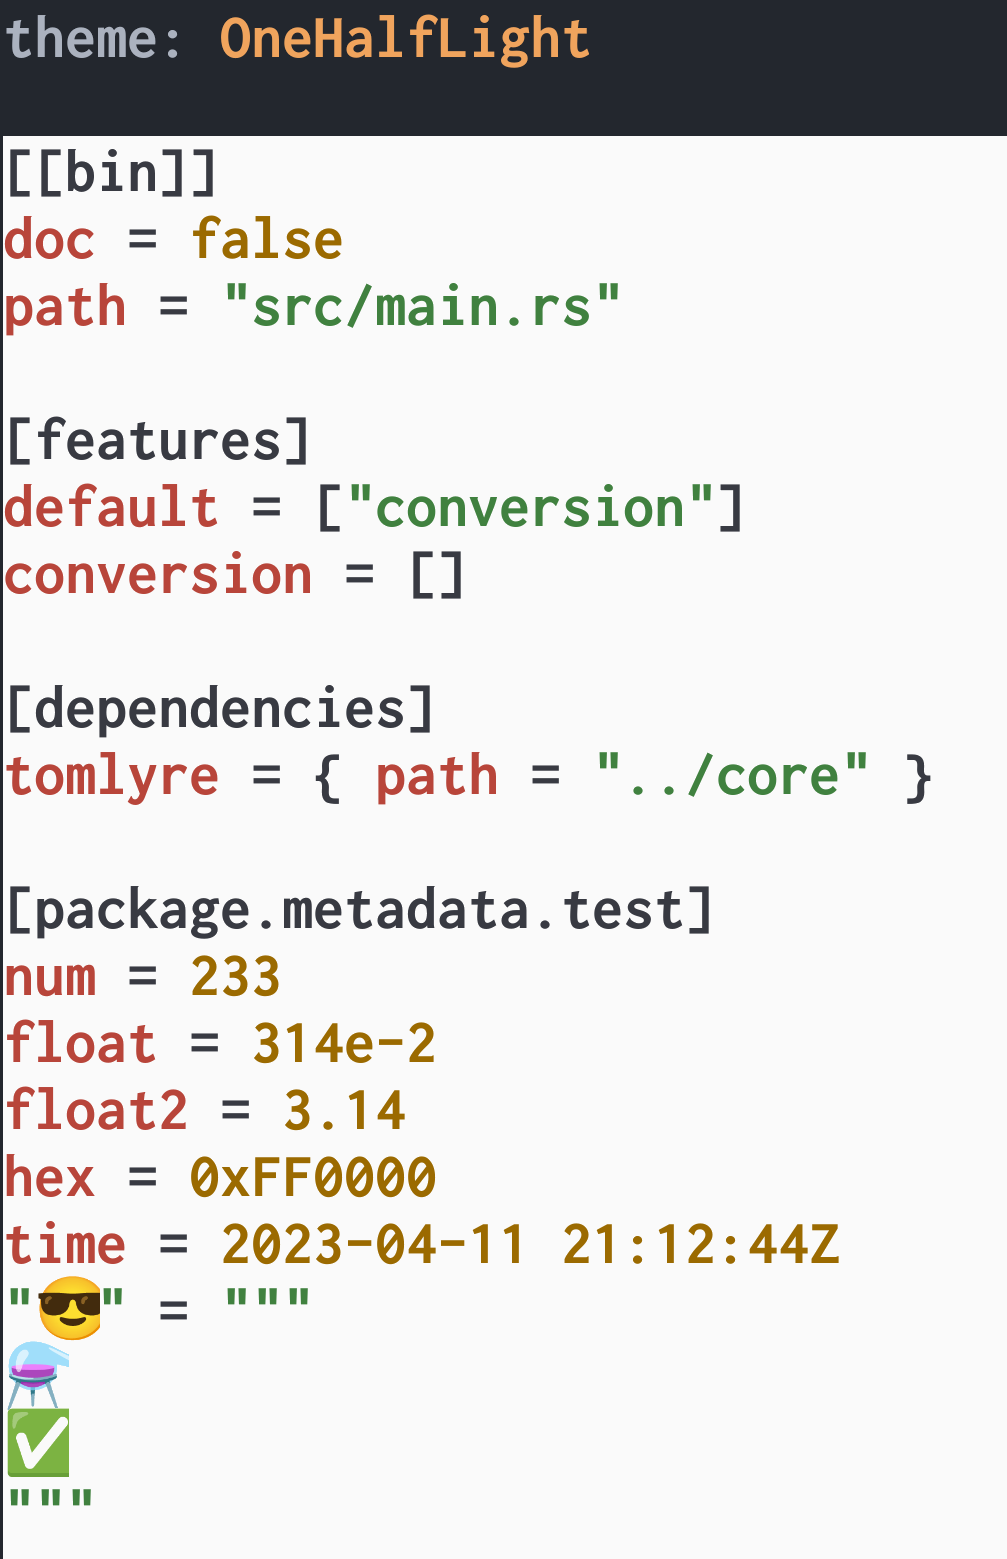 theme: OneHalfLight
[[bin]]
doc = false
path = "src/main.rs"
[features]
default = ["conversion"]
conversion = []
[dependencies]
tomlyre = { path = "../core" }
[package.metadata.test]
num = 233
float = 314e-2
float2 = 3.14
hex = 0xFF0000
time = 2023-04-11 21:12:44Z
"😎" = """
⚗️
✅
"""